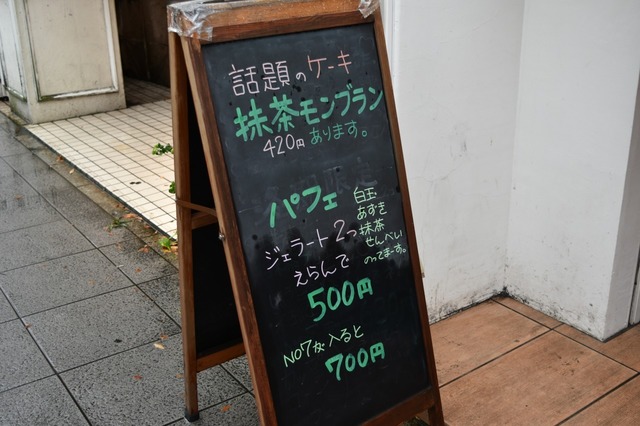 話題のケーキ
抹茶モンブラン
420円 あります。
パフェ
白玉
あずき
抹茶
せんべい
のってまーす。
ジェラート2つ
えらんで
500円
NO7が入ると
700円